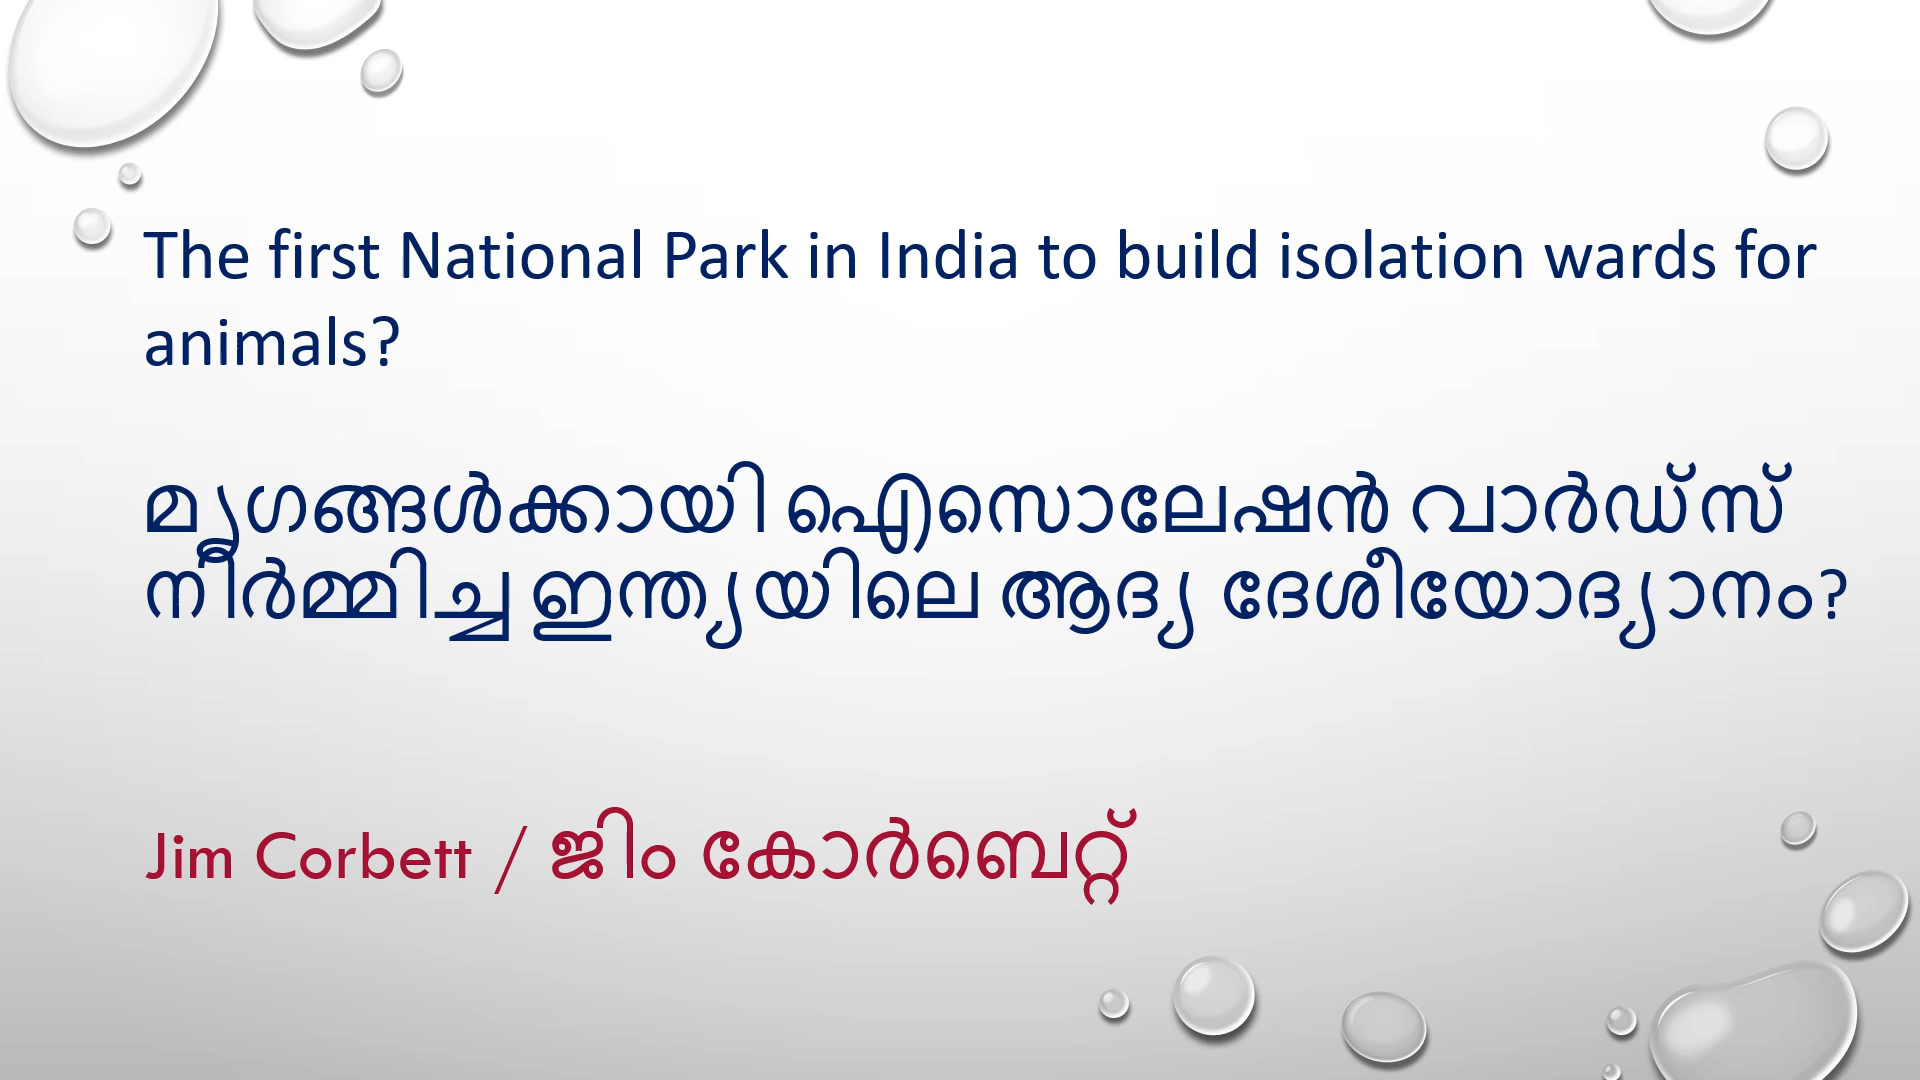 The first National Park in India to build isolation wards for
animals?
മൃഗങ്ങൾക്കായി ഐസൊലേഷൻ വാർഡ്സ്
നിർമ്മിച്ച ഇന്ത്യയിലെ ആദ്യ ദേശീയോദ്യാനം?
Jim Corbett / ജിം കോർബെറ്റ്